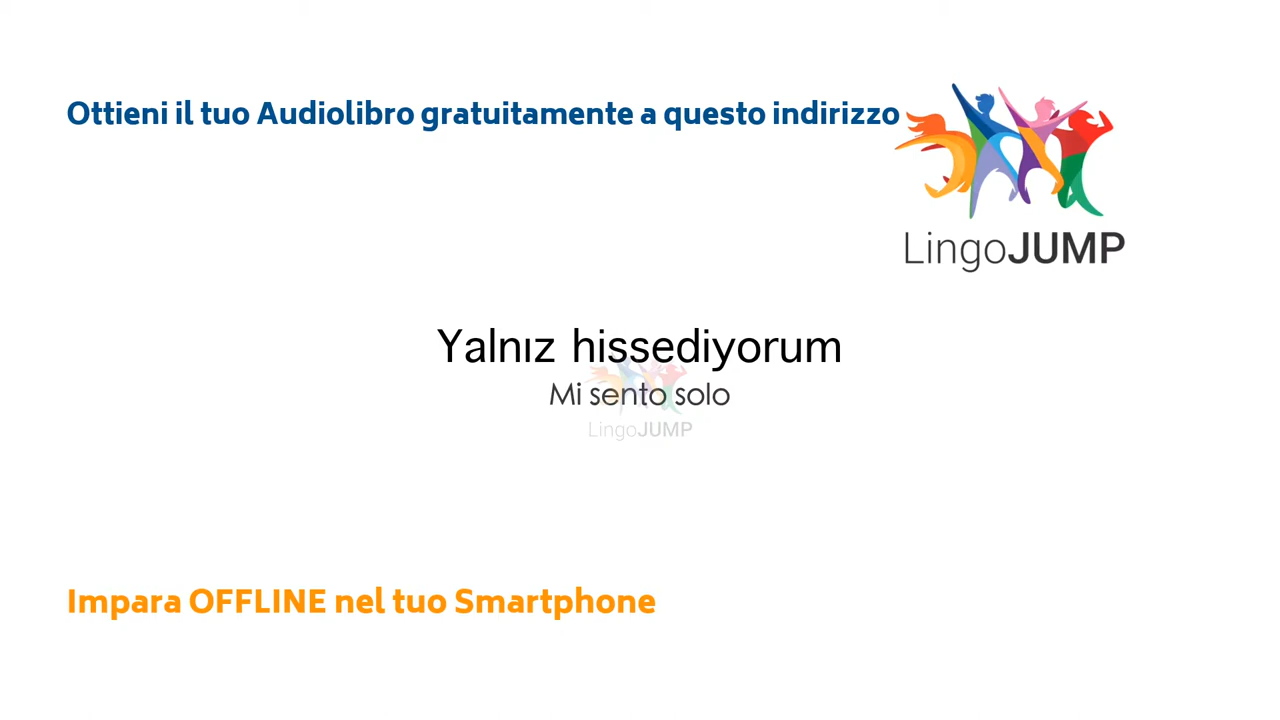 Ottieni il tuo Audiolibro gratuitamente a questo indirizzo
LingoJUMP
Yalnız hissediyorum
Mi sento solo
LingoJUMP
Impara OFFLINE nel tuo Smartphone